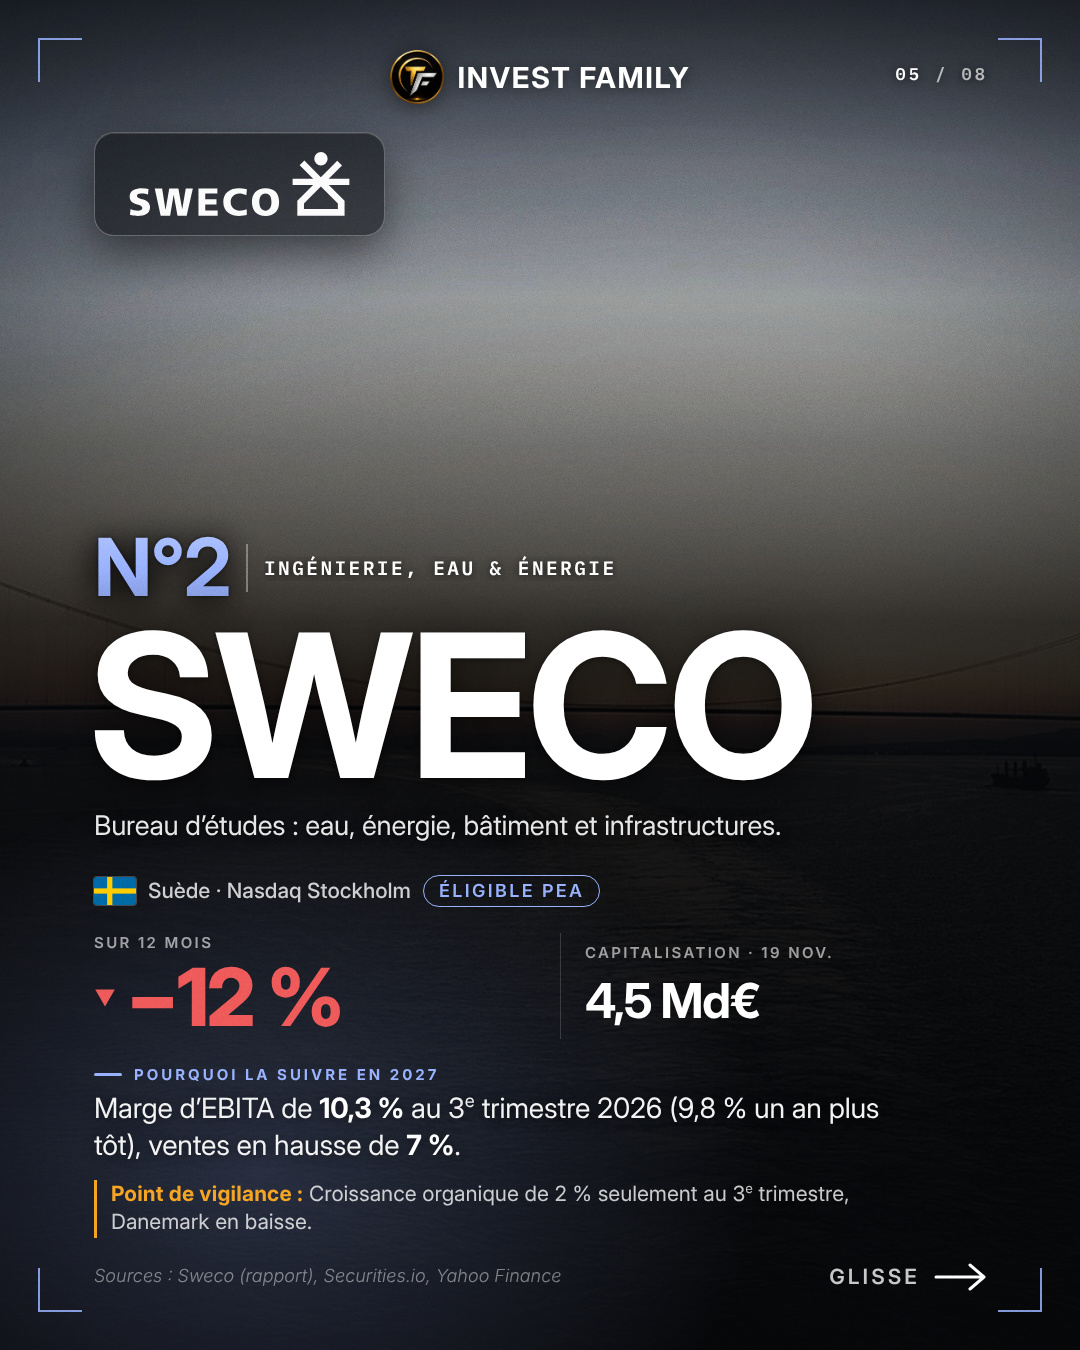 INVEST FAMILY
05 / 08
SWECO
N°2
INGÉNIERIE, EAU & ÉNERGIE
SWECO
Bureau d’études : eau, énergie, bâtiment et infrastructures.
Suède · Nasdaq Stockholm
ÉLIGIBLE PEA
SUR 12 MOIS
▼ –12 %
CAPITALISATION · 19 NOV.
4,5 Md€
POURQUOI LA SUIVRE EN 2027
Marge d’EBITA de 10,3 % au 3e trimestre 2026 (9,8 % un an plus
tôt), ventes en hausse de 7 %.
Point de vigilance : Croissance organique de 2 % seulement au 3e trimestre,
Danemark en baisse.
Sources : Sweco (rapport), Securities.io, Yahoo Finance
GLISSE →